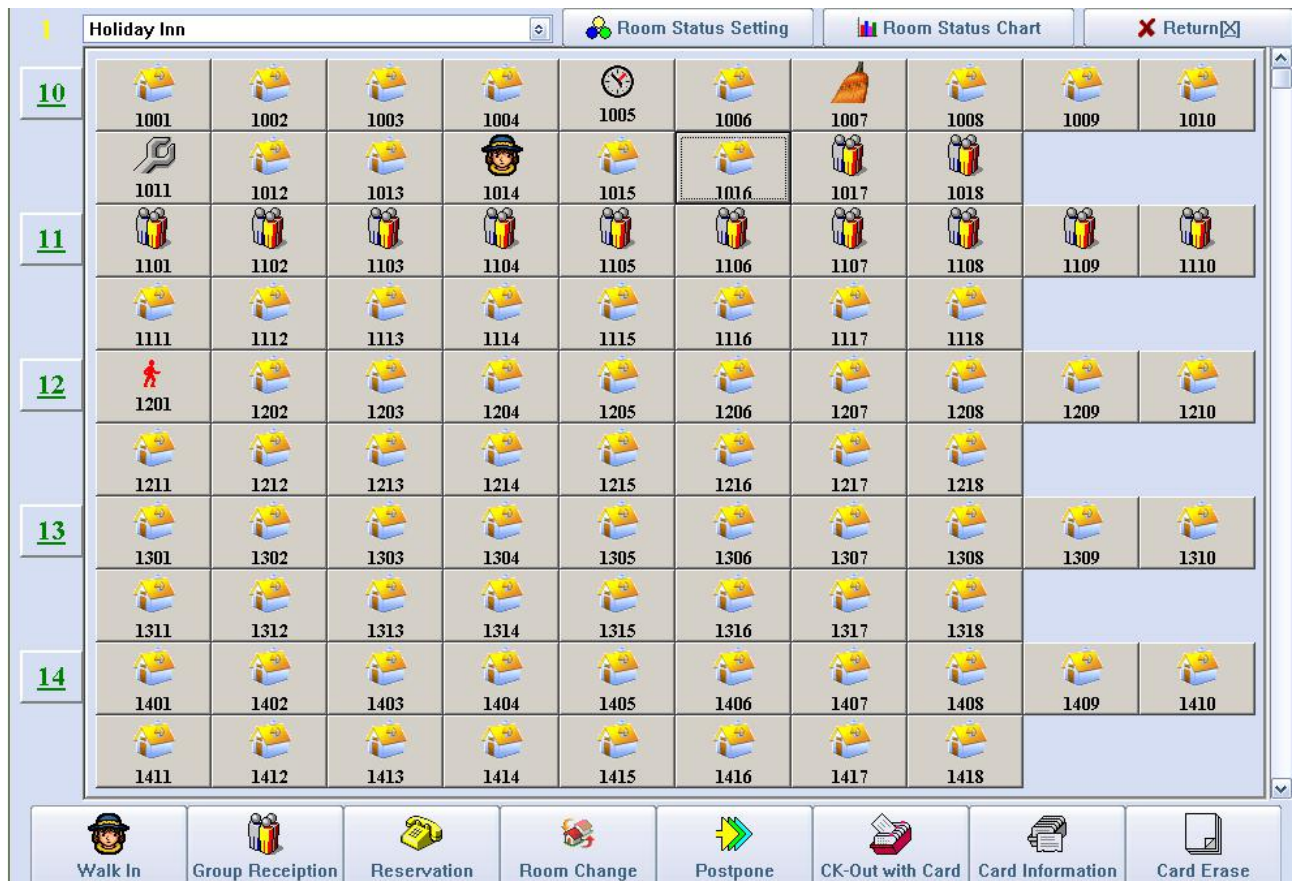 Holiday Inn Room Status Setting Room Status Chart Return[X]
10 1001 1002 1003 1004 1005 1006 1007 1008 1009 1010
1011 1012 1013 1014 1015 1016 1017 1018
11 1101 1102 1103 1104 1105 1106 1107 1108 1109 1110
1111 1112 1113 1114 1115 1116 1117 1118
12 1201 1202 1203 1204 1205 1206 1207 1208 1209 1210
1211 1212 1213 1214 1215 1216 1217 1218
13 1301 1302 1303 1304 1305 1306 1307 1308 1309 1310
1311 1312 1313 1314 1315 1316 1317 1318
14 1401 1402 1403 1404 1405 1406 1407 1408 1409 1410
1411 1412 1413 1414 1415 1416 1417 1418
Walk In Group Receiption Reservation Room Change Postpone CK-Out with Card Card Information Card Erase